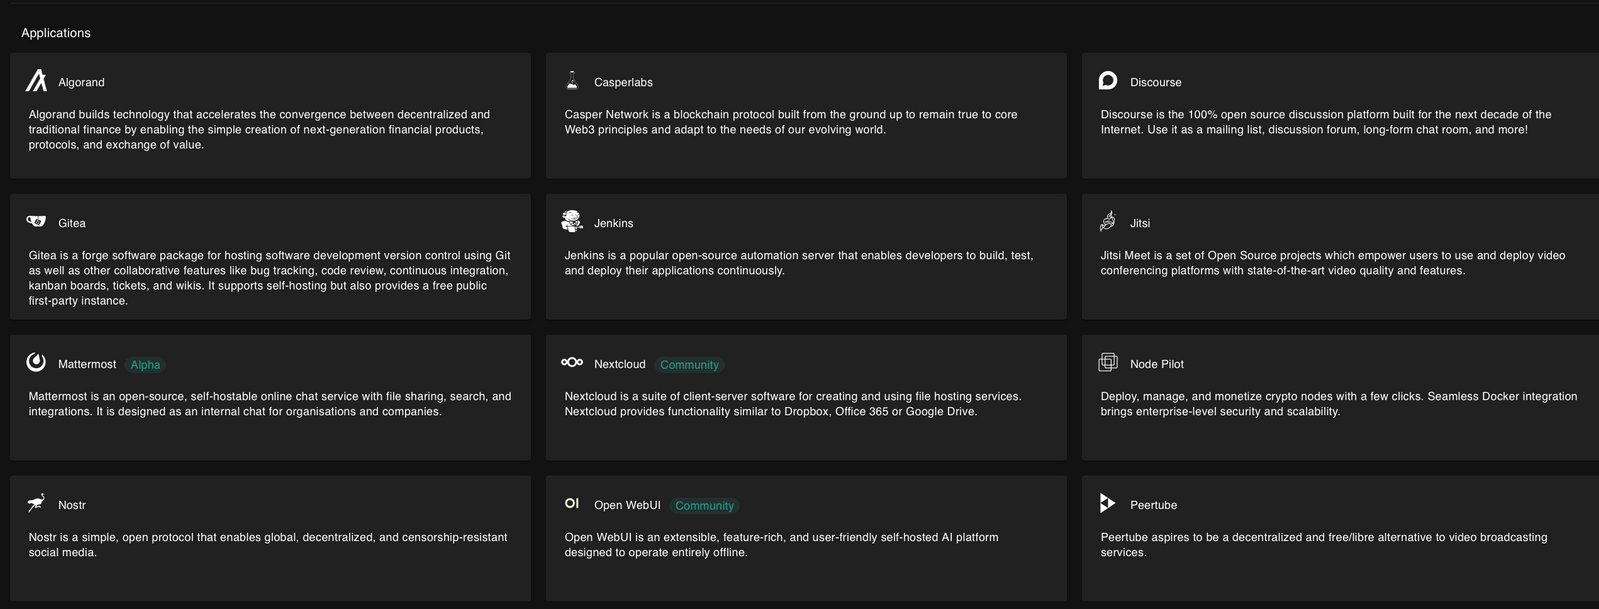 Applications
Algorand
Algorand builds technology that accelerates the convergence between decentralized and
traditional finance by enabling the simple creation of next-generation financial products,
protocols, and exchange of value.
Casperlabs
Casper Network is a blockchain protocol built from the ground up to remain true to core
Web3 principles and adapt to the needs of our evolving world.
Discourse
Discourse is the 100% open source discussion platform built for the next decade of the
Internet. Use it as a mailing list, discussion forum, long-form chat room, and more!
Gitea
Gitea is a forge software package for hosting software development version control using Git
as well as other collaborative features like bug tracking, code review, continuous integration,
kanban boards, tickets, and wikis. It supports self-hosting but also provides a free public
first-party instance.
Jenkins
Jenkins is a popular open-source automation server that enables developers to build, test,
and deploy their applications continuously.
Jitsi
Jitsi Meet is a set of Open Source projects which empower users to use and deploy video
conferencing platforms with state-of-the-art video quality and features.
Mattermost Alpha
Mattermost is an open-source, self-hostable online chat service with file sharing, search, and
integrations. It is designed as an internal chat for organisations and companies.
Nextcloud Community
Nextcloud is a suite of client-server software for creating and using file hosting services.
Nextcloud provides functionality similar to Dropbox, Office 365 or Google Drive.
Node Pilot
Deploy, manage, and monetize crypto nodes with a few clicks. Seamless Docker integration
brings enterprise-level security and scalability.
Nostr
Nostr is a simple, open protocol that enables global, decentralized, and censorship-resistant
social media.
OI Open WebUI Community
Open WebUI is an extensible, feature-rich, and user-friendly self-hosted AI platform
designed to operate entirely offline.
Peertube
Peertube aspires to be a decentralized and free/libre alternative to video broadcasting
services.